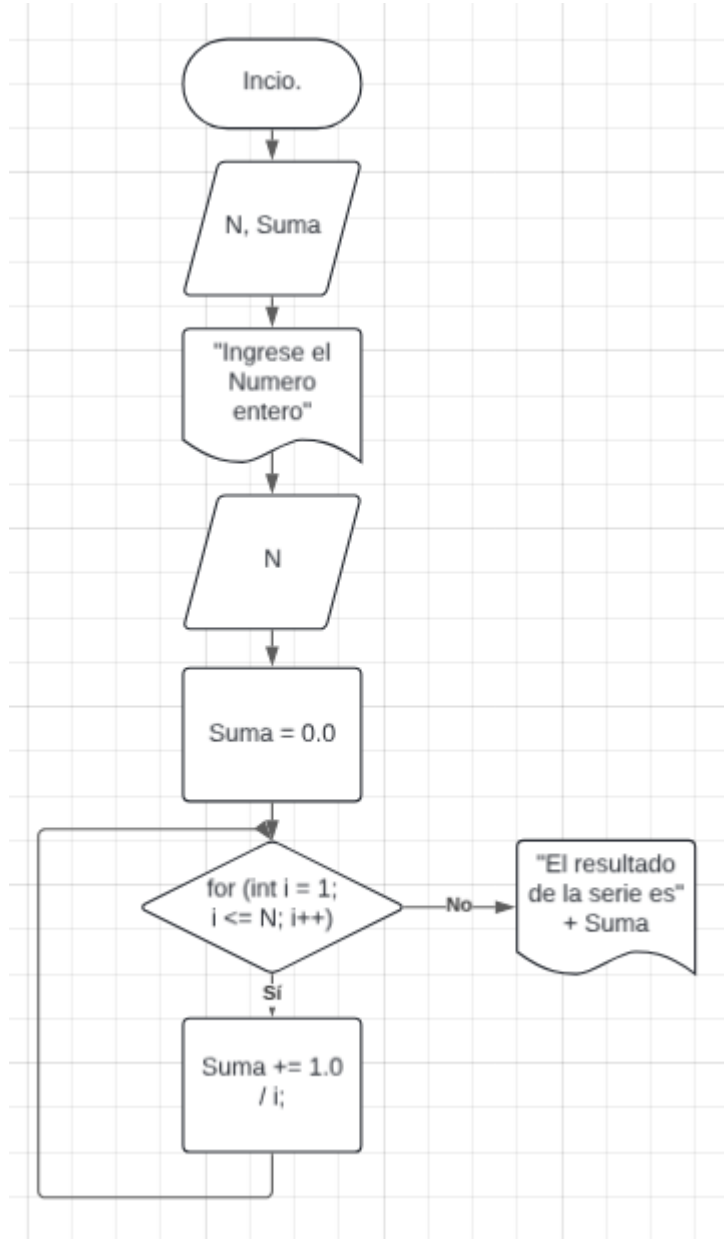 Incio.
N, Suma
"Ingrese el
Numero
entero"
N
Suma = 0.0
for (int i = 1;
i <= N; i++)
No
"El resultado
de la serie es"
+ Suma
Sí
Suma += 1.0
/ i;